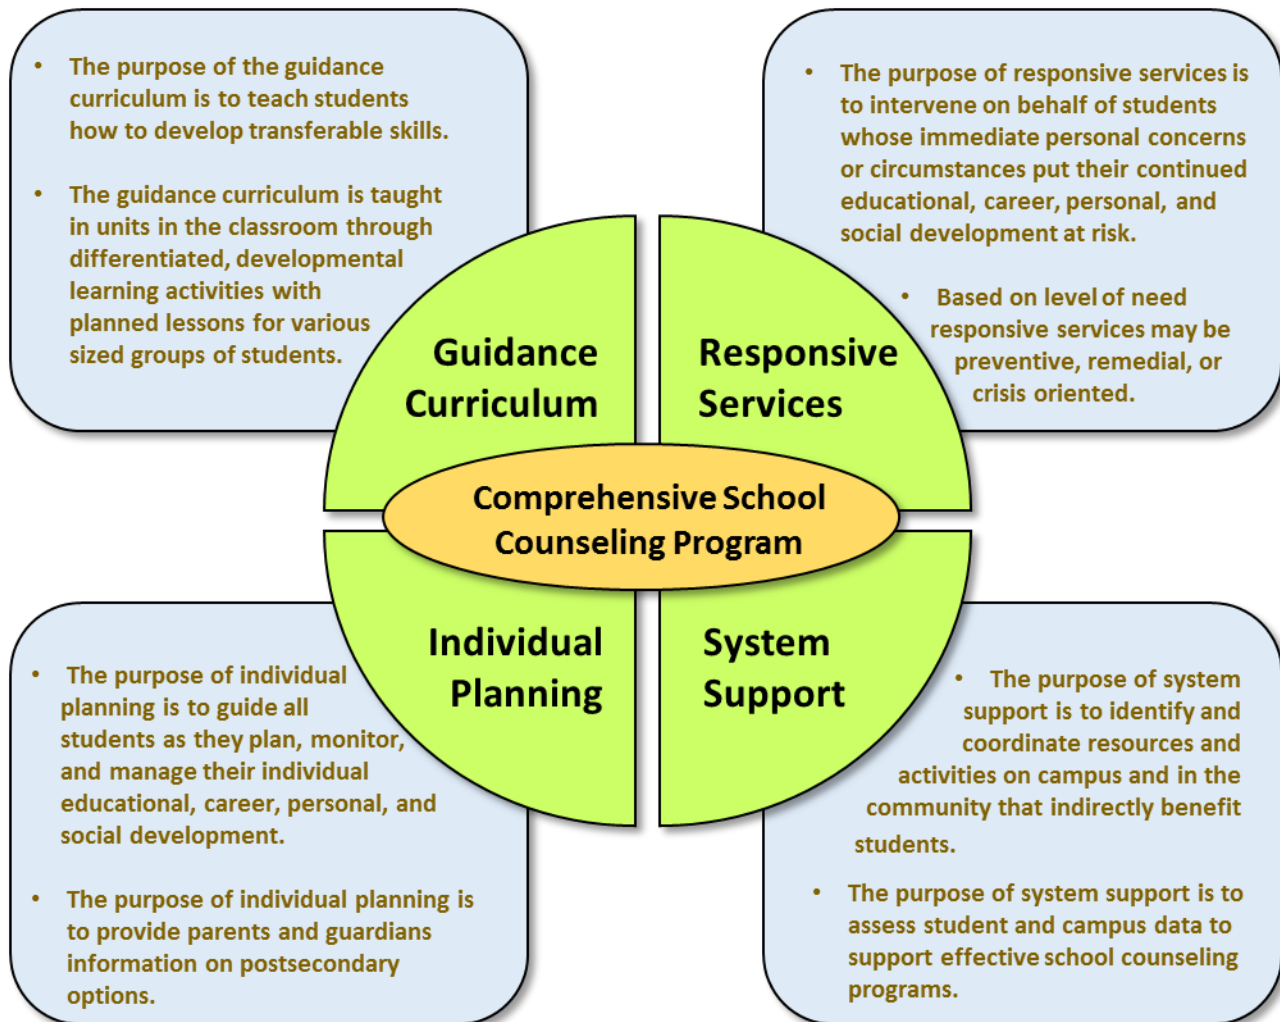 • The purpose of the guidance
curriculum is to teach students
how to develop transferable skills.
• The guidance curriculum is taught
in units in the classroom through
differentiated, developmental
learning activities with
planned lessons for various
sized groups of students.
• The purpose of responsive services is
to intervene on behalf of students
whose immediate personal concerns
or circumstances put their continued
educational, career, personal, and
social development at risk.
• Based on level of need
responsive services may be
preventive, remedial, or
crisis oriented.
Guidance
Curriculum
Responsive
Services
Comprehensive School
Counseling Program
Individual
Planning
System
Support
• The purpose of individual
planning is to guide all
students as they plan, monitor,
and manage their individual
educational, career, personal, and
social development.
• The purpose of individual planning is
to provide parents and guardians
information on postsecondary
options.
• The purpose of system
support is to identify and
coordinate resources and
activities on campus and in the
community that indirectly benefit
students.
• The purpose of system support is to
assess student and campus data to
support effective school counseling
programs.